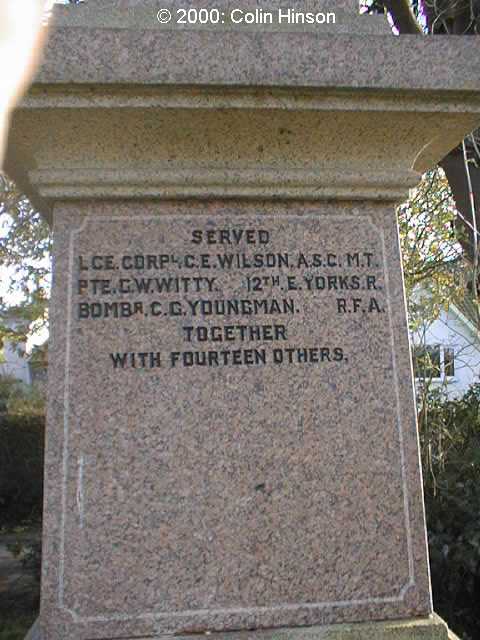 © 2000: Colin Hinson
SERVED
LCE. CORPL. C. E. WILSON, A. S. C. M. T.
PTE. G. W. WITTY. 12TH. E. YORKS. R.
BOMBR. C. G. YOUNGMAN. R. F. A.
TOGETHER
WITH FOURTEEN OTHERS.